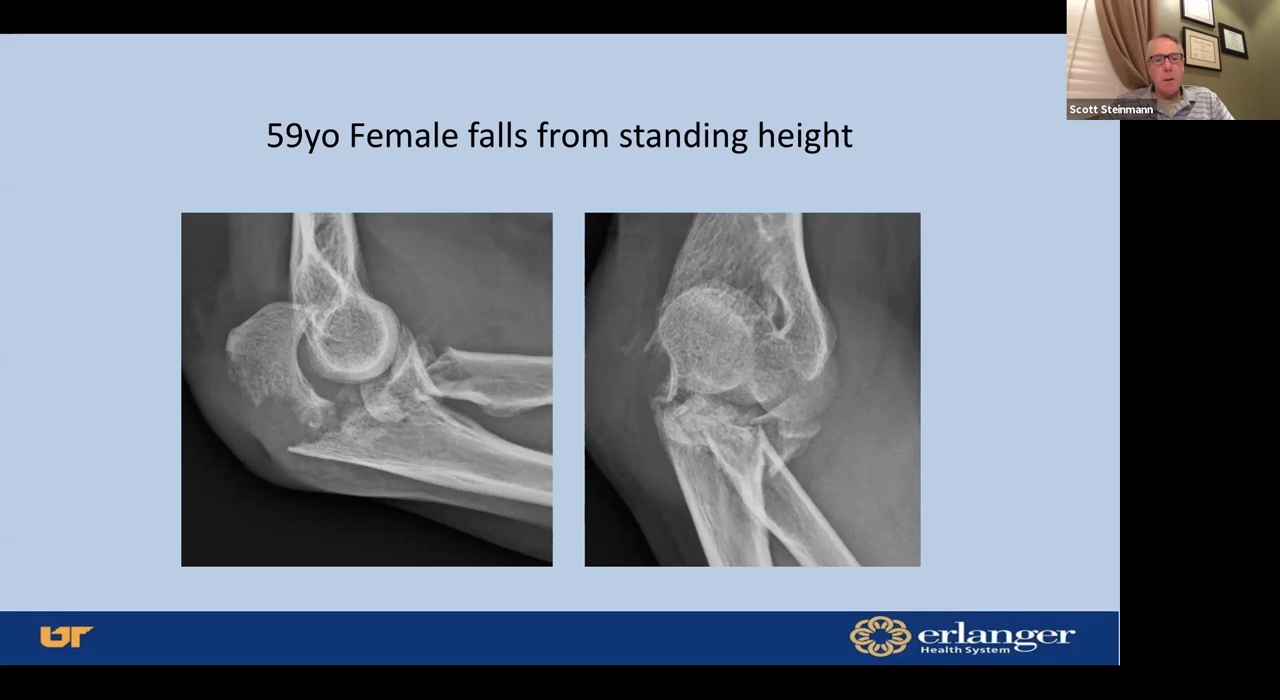 Scott Steinmann
59yo Female falls from standing height
UT
erlanger
Health System